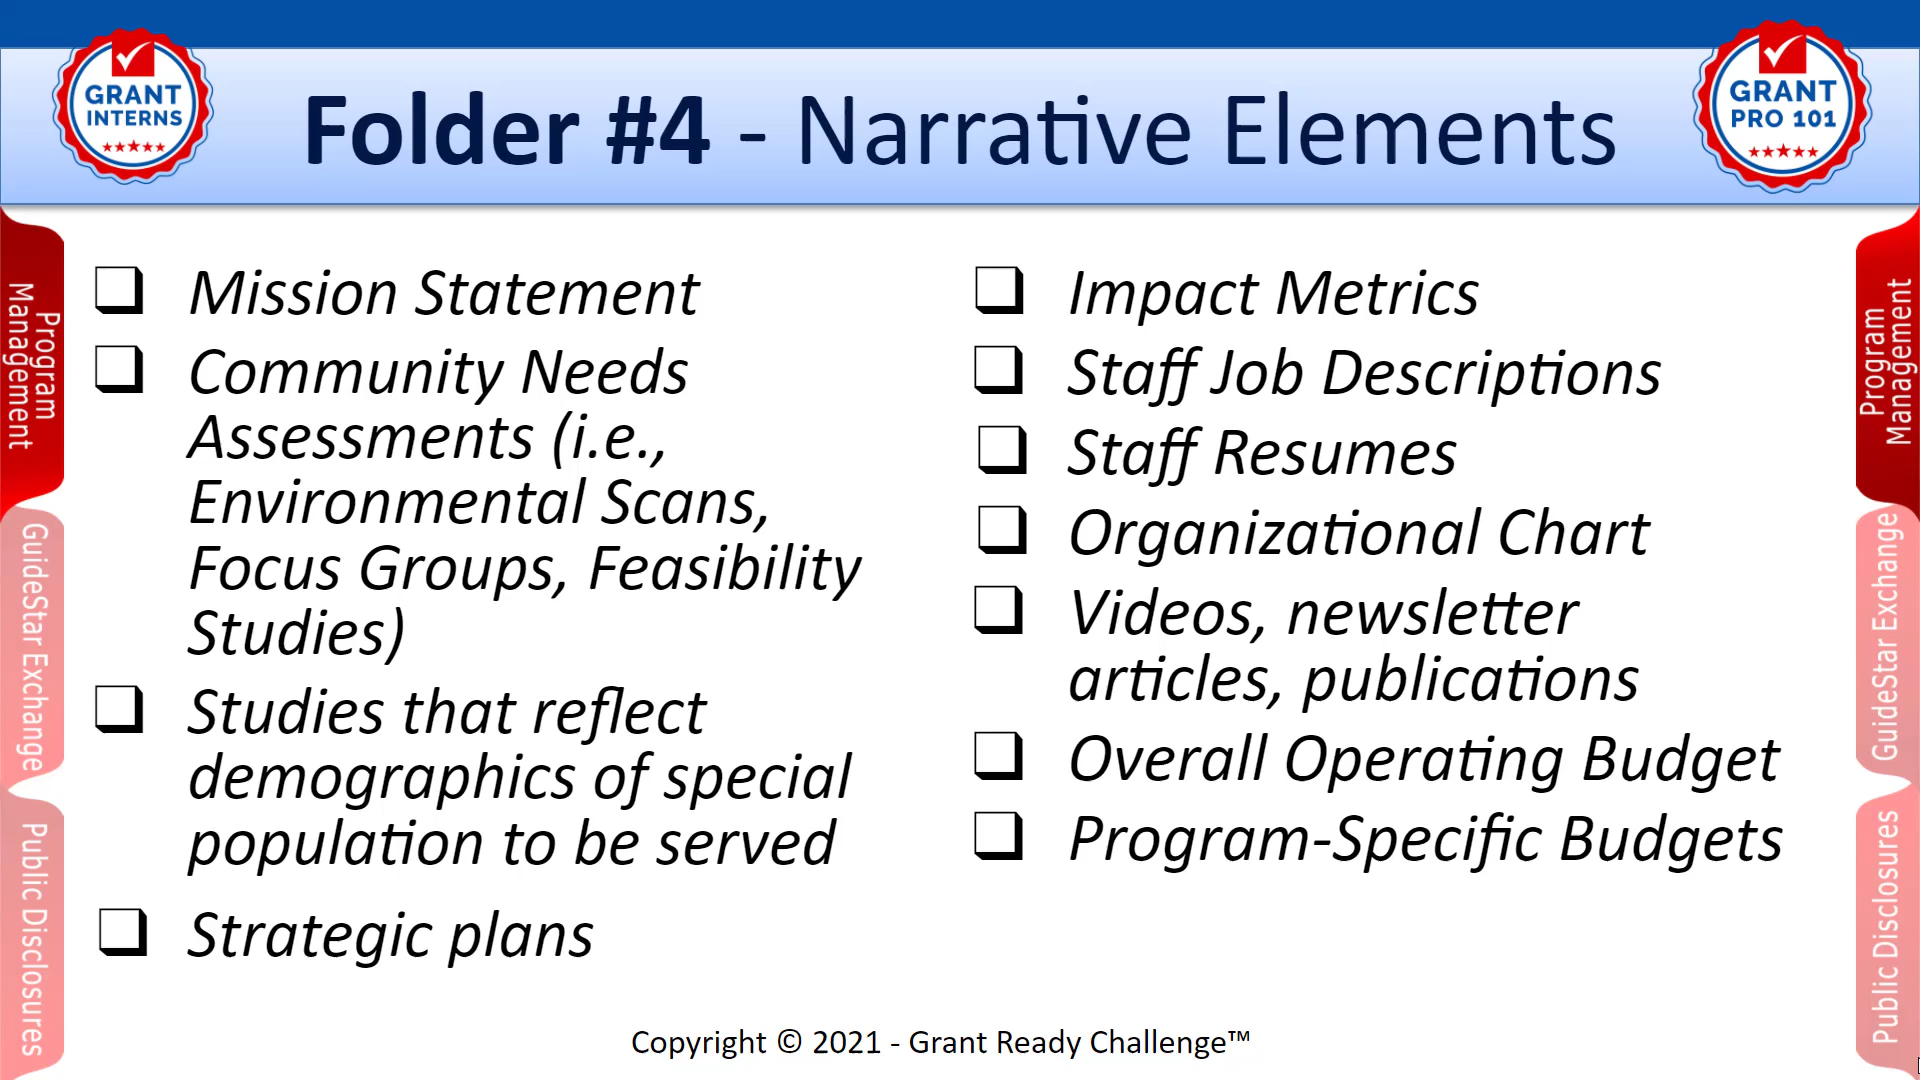 GRANT
INTERNS
Folder #4 - Narrative Elements
GRANT
PRO 101
Program
Management
GuideStar Exchange
Public Disclosures
Mission Statement
Community Needs
Assessments (i.e.,
Environmental Scans,
Focus Groups, Feasibility
Studies)
Studies that reflect
demographics of special
population to be served
Strategic plans
Impact Metrics
Staff Job Descriptions
Staff Resumes
Organizational Chart
Videos, newsletter
articles, publications
Overall Operating Budget
Program-Specific Budgets
Program
Management
GuideStar Exchange
Public Disclosures
Copyright © 2021 - Grant Ready Challenge™